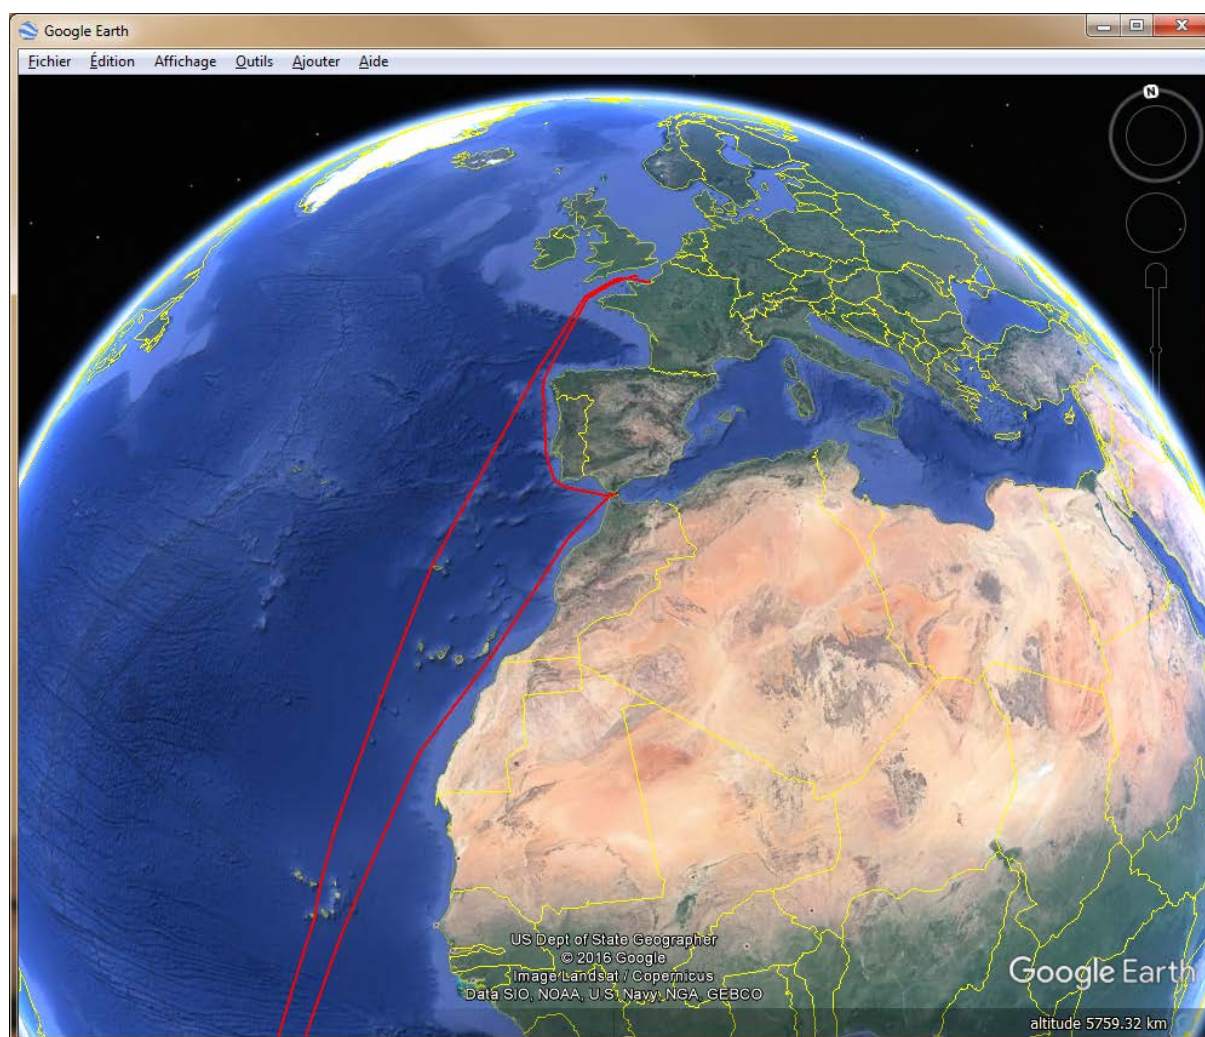 Google Earth
Fichier Édition Affichage Outils Ajouter Aide
N
US Dept of State Geographer
© 2016 Google
Image Landsat / Copernicus
Data SIO, NOAA, U.S. Navy, NGA, GEBCO
Google Earth
altitude 5759.32 km